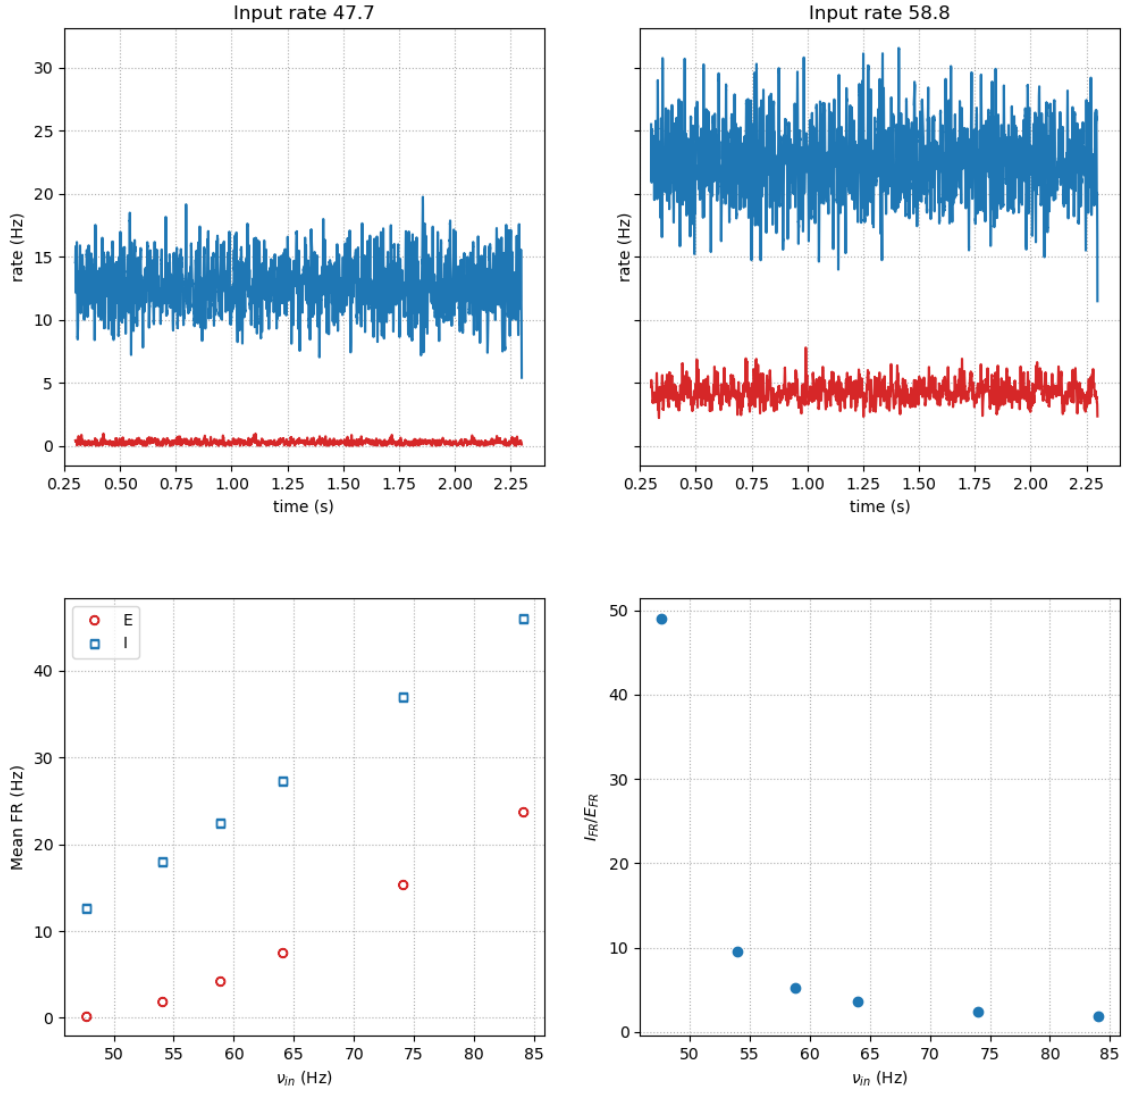 Input rate 47.7
Input rate 58.8
rate (Hz)
30
25
20
15
10
5
0
0.25 0.50 0.75 1.00 1.25 1.50 1.75 2.00 2.25
time (s)
rate (Hz)
0.25 0.50 0.75 1.00 1.25 1.50 1.75 2.00 2.25
time (s)
E
I
Mean FR (Hz)
40
30
20
10
0
50 55 60 65 70 75 80 85
ν_in (Hz)
I_FR/E_FR
50
40
30
20
10
0
50 55 60 65 70 75 80 85
ν_in (Hz)